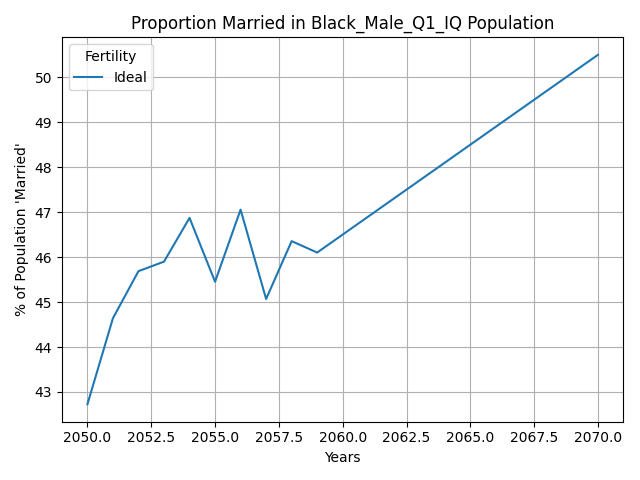 Proportion Married in Black_Male_Q1_IQ Population
Fertility
Ideal
% of Population 'Married'
50
49
48
47
46
45
44
43
2050.0 2052.5 2055.0 2057.5 2060.0 2062.5 2065.0 2067.5 2070.0
Years